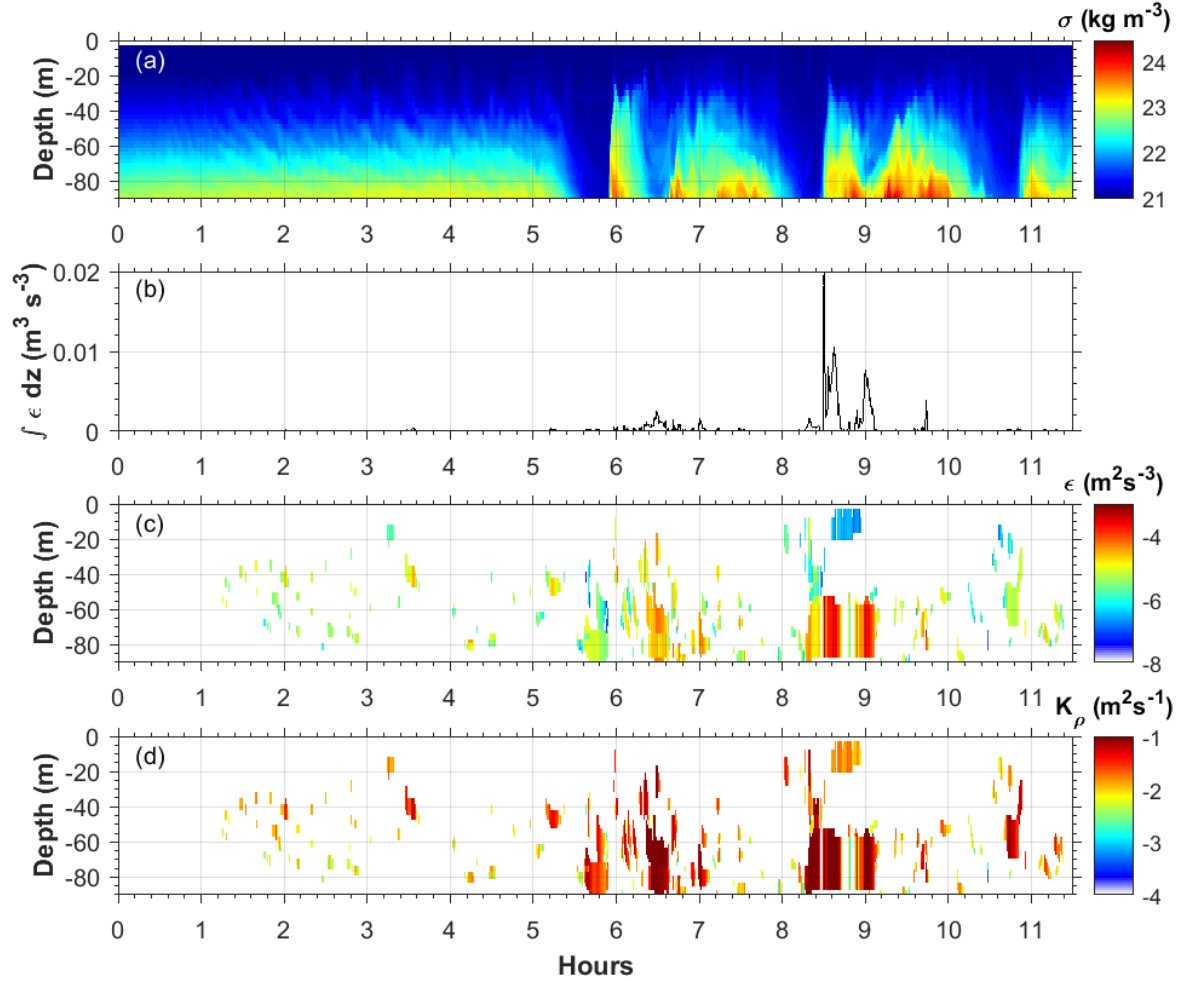 σ (kg m⁻³)
(a)
Depth (m)
0
-20
-40
-60
-80
24
23
22
21
0 1 2 3 4 5 6 7 8 9 10 11
(b)
∫ ϵ dz (m³ s⁻³)
0.02
0.01
0
0 1 2 3 4 5 6 7 8 9 10 11
ϵ (m²s⁻³)
(c)
Depth (m)
0
-20
-40
-60
-80
-4
-6
-8
0 1 2 3 4 5 6 7 8 9 10 11
K_ρ (m²s⁻¹)
(d)
Depth (m)
0
-20
-40
-60
-80
-1
-2
-3
-4
0 1 2 3 4 5 6 7 8 9 10 11
Hours